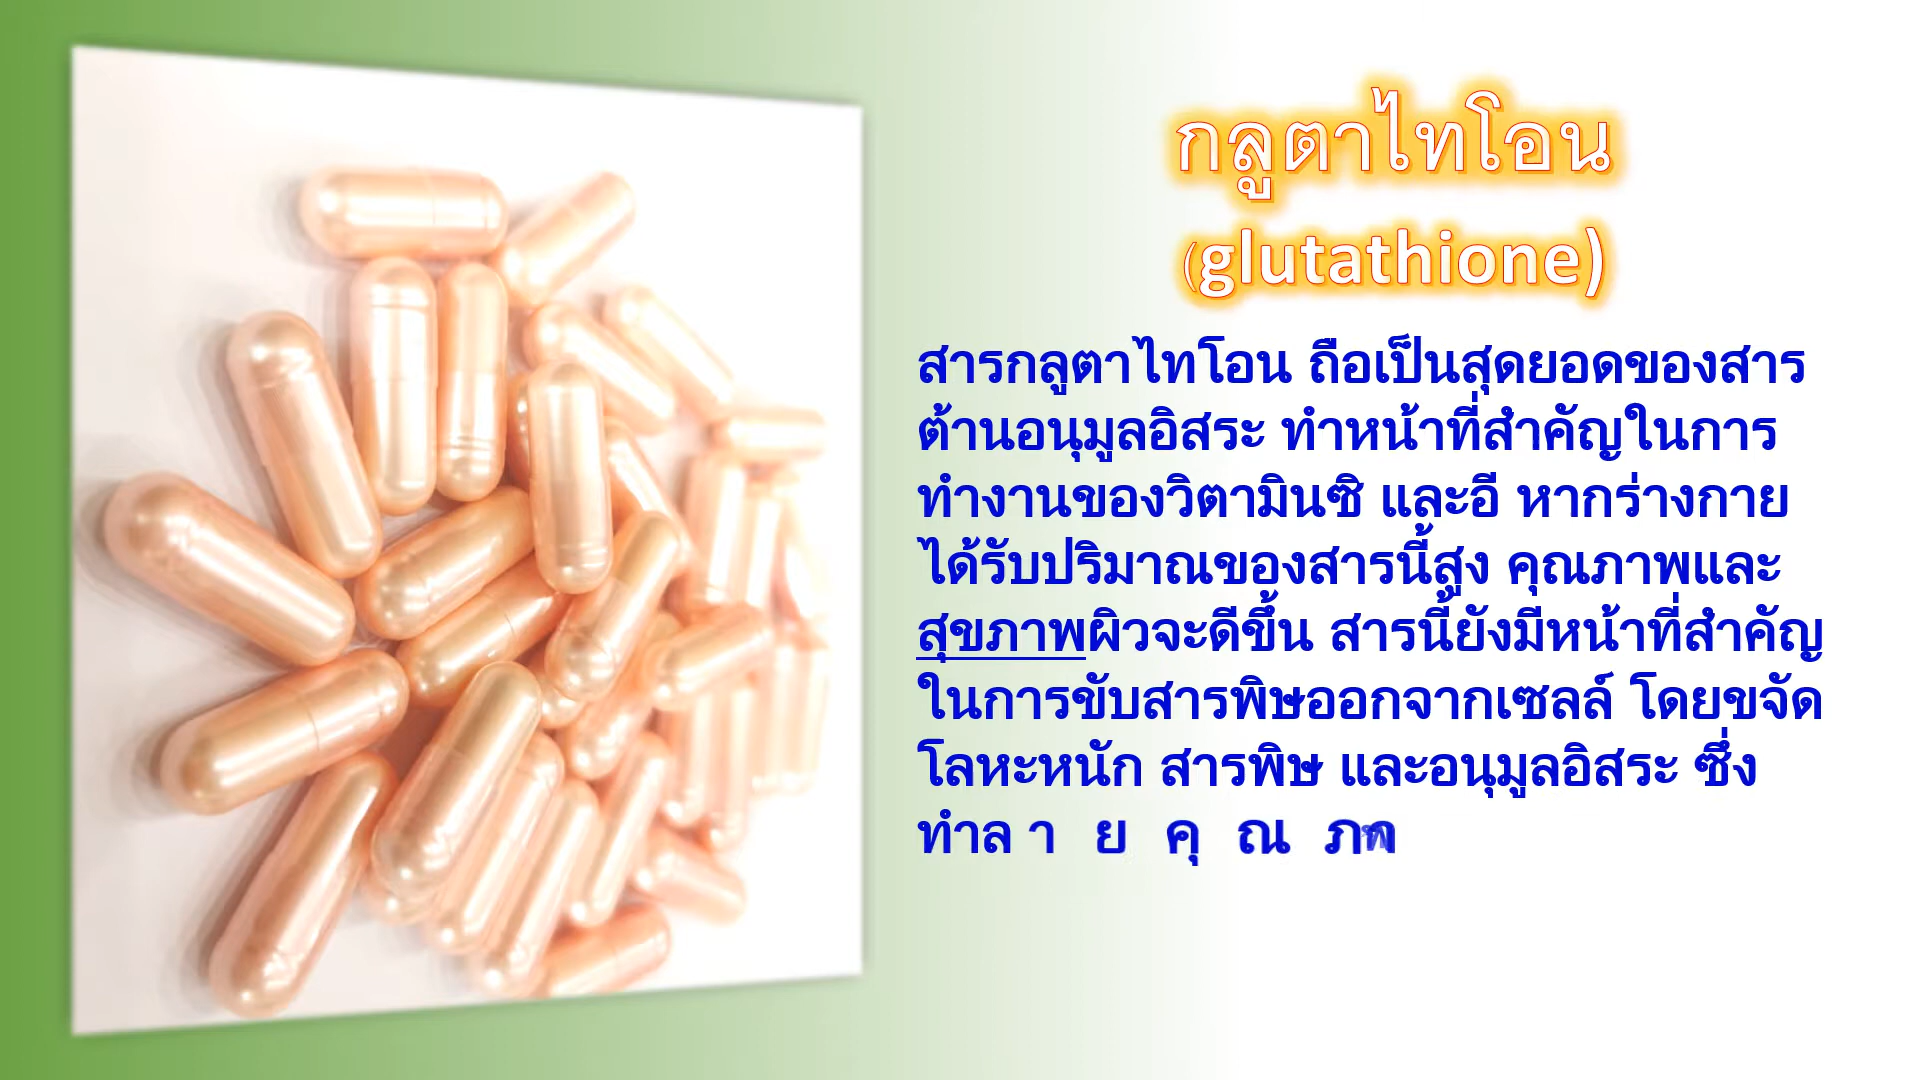 กลูตาไทโอน
(glutathione)
สารกลูตาไทโอน ถือเป็นสุดยอดของสาร
ต้านอนุมูลอิสระ ทำหน้าที่สำคัญในการ
ทำงานของวิตามินซิ และอี หากร่างกาย
ได้รับปริมาณของสารนี้สูง คุณภาพและ
สุขภาพผิวจะดีขึ้น สารนี้ยังมีหน้าที่สำคัญ
ในการขับสารพิษออกจากเซลล์ โดยขจัด
โลหะหนัก สารพิษ และอนุมูลอิสระ ซึ่ง
ทำลาย